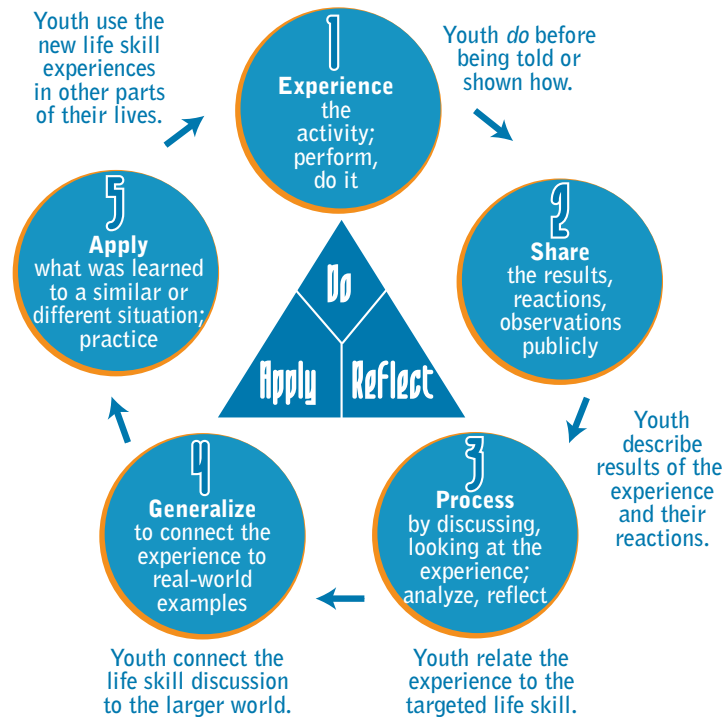 Youth use the
new life skill
experiences
in other parts
of their lives.
1
Experience
the
activity;
perform,
do it
Youth do before
being told or
shown how.
2
Share
the results,
reactions,
observations
publicly
Youth
describe
results of the
experience
and their
reactions.
3
Process
by discussing,
looking at the
experience;
analyze, reflect
Youth relate the
experience to the
targeted life skill.
4
Generalize
to connect the
experience to
real-world
examples
Youth connect the
life skill discussion
to the larger world.
5
Apply
what was learned
to a similar or
different situation;
practice
Do
Apply
Reflect